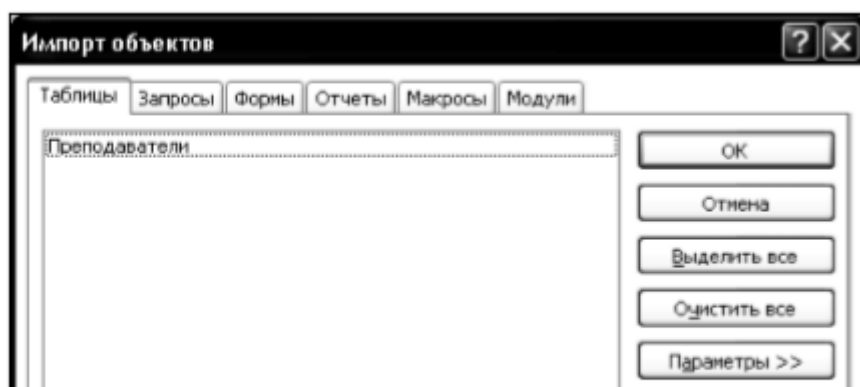 Импорт объектов
Таблицы Запросы Формы Отчеты Макросы Модули
Преподаватели
ОК
Отмена
Выделить все
Очистить все
Параметры >>